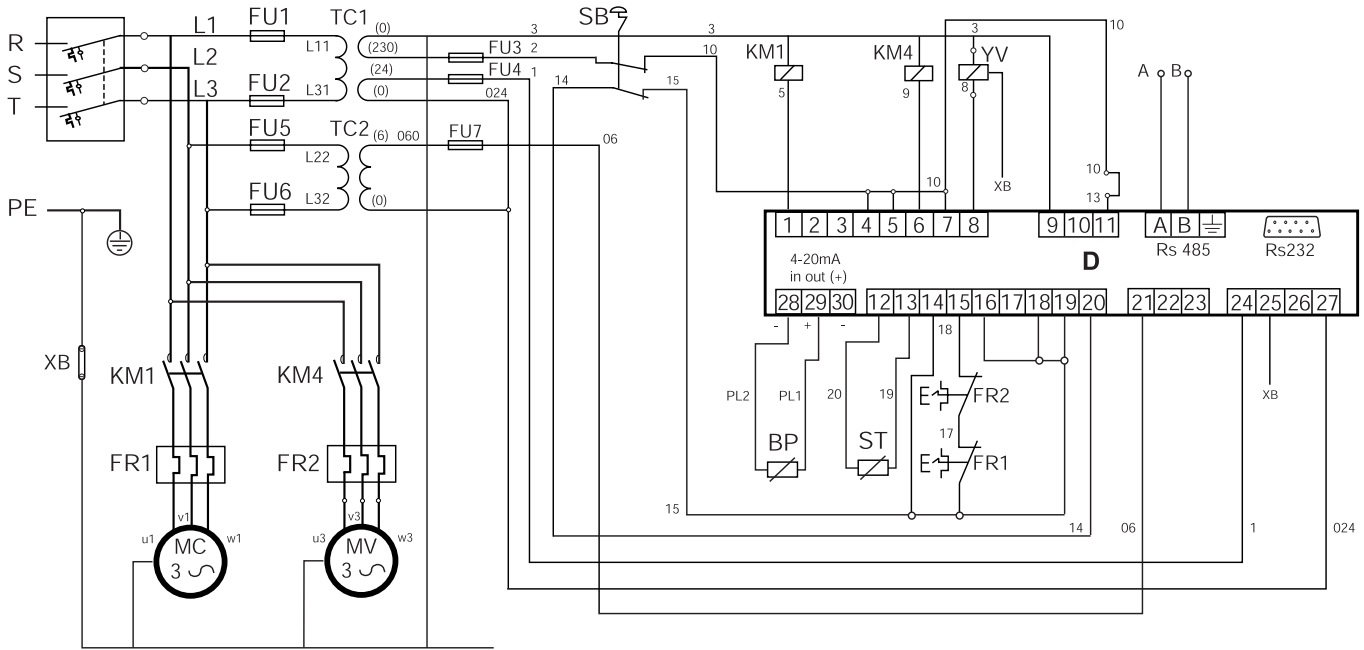 L1 FU1 TC1 (0) SB
R L11 (230) 3 3 3 10
S L2 FU3 2 10 KM1 KM4 YV A B
T L3 FU2 L31 (24) FU4 1 14 15 5 9 8
(0) 024
FU5 TC2 (6) 060 FU7 06
L22 10 XB 10
FU6 L32 (0) 13
PE
1 2 3 4 5 6 7 8 9 10 11 A B
Rs 485 Rs232
4-20mA D
in out (+)
28 29 30 12 13 14 15 16 17 18 19 20 21 22 23 24 25 26 27
- + - 18
XB KM1 KM4
PL2 PL1 20 19 FR2 XB
17
BP ST
FR1 FR2 FR1
15
v1 v3 14 06 1 024
u1 MC w1 u3 MV w3
3 3